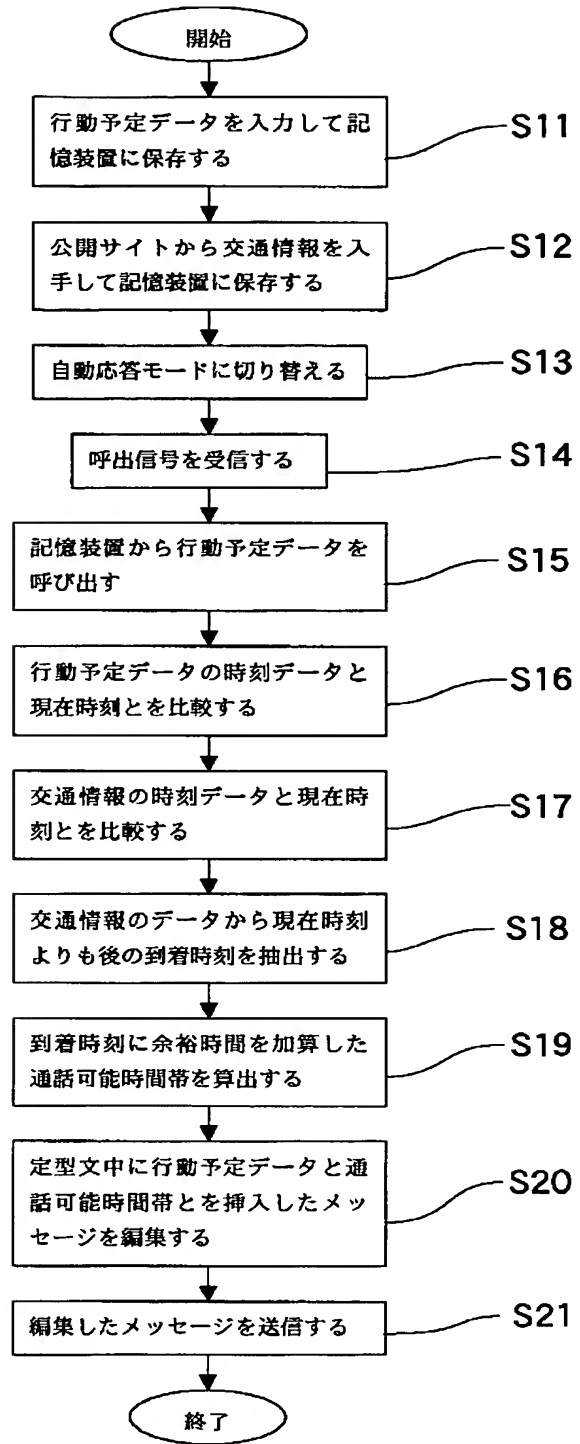 開始
行動予定データを入力して記
憶装置に保存する
S11
公開サイトから交通情報を入
手して記憶装置に保存する
S12
自動応答モードに切り替える
S13
呼出信号を受信する
S14
記憶装置から行動予定データを
呼び出す
S15
行動予定データの時刻データと
現在時刻とを比較する
S16
交通情報の時刻データと現在時
刻とを比較する
S17
交通情報のデータから現在時刻
よりも後の到着時刻を抽出する
S18
到着時刻に余裕時間を加算した
通話可能時間帯を算出する
S19
定型文中に行動予定データと通
話可能時間帯とを挿入したメッ
セージを編集する
S20
編集したメッセージを送信する
S21
終了